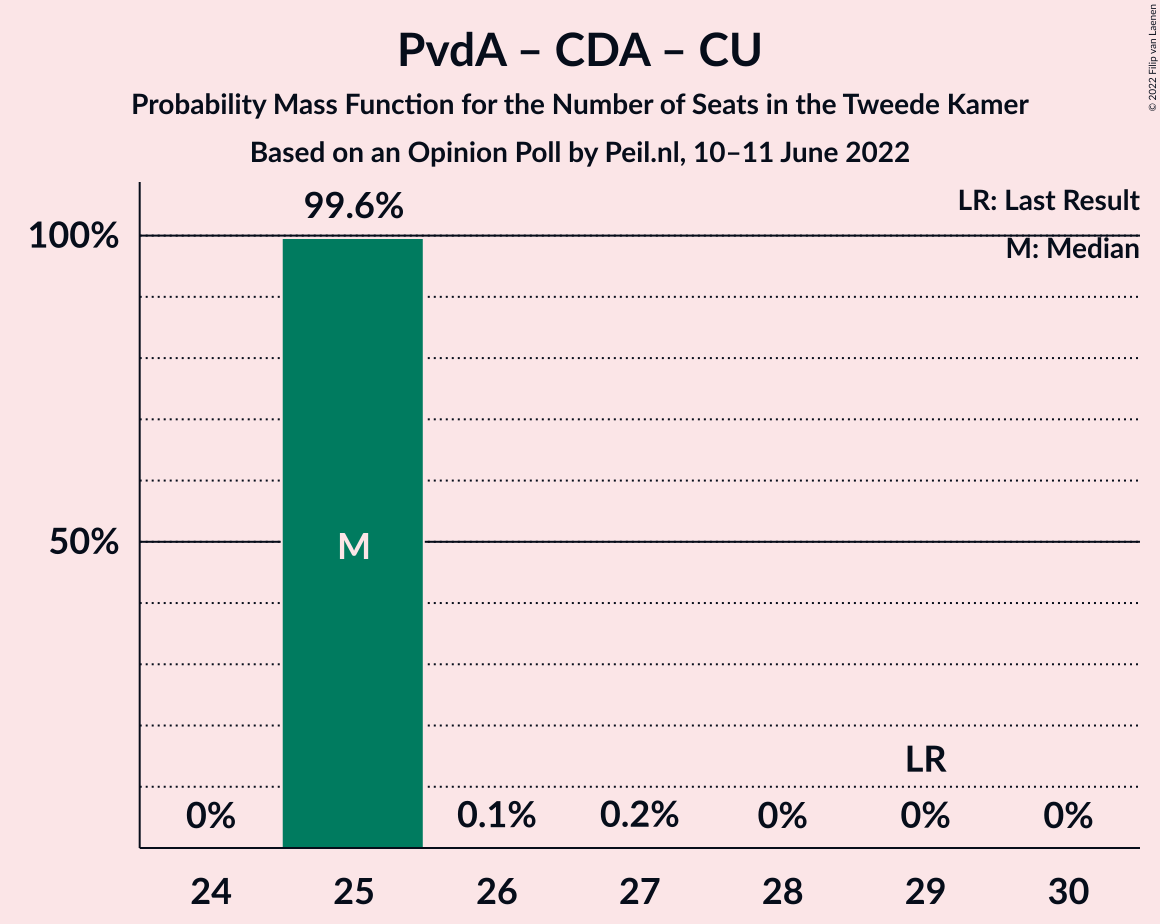 PvdA – CDA – CU
Probability Mass Function for the Number of Seats in the Tweede Kamer
Based on an Opinion Poll by Peil.nl, 10–11 June 2022
© 2022 Filip van Laenen
LR: Last Result
M: Median
99.6%
100%
50%
M
LR
0% 0.1% 0.2% 0% 0% 0%
24 25 26 27 28 29 30